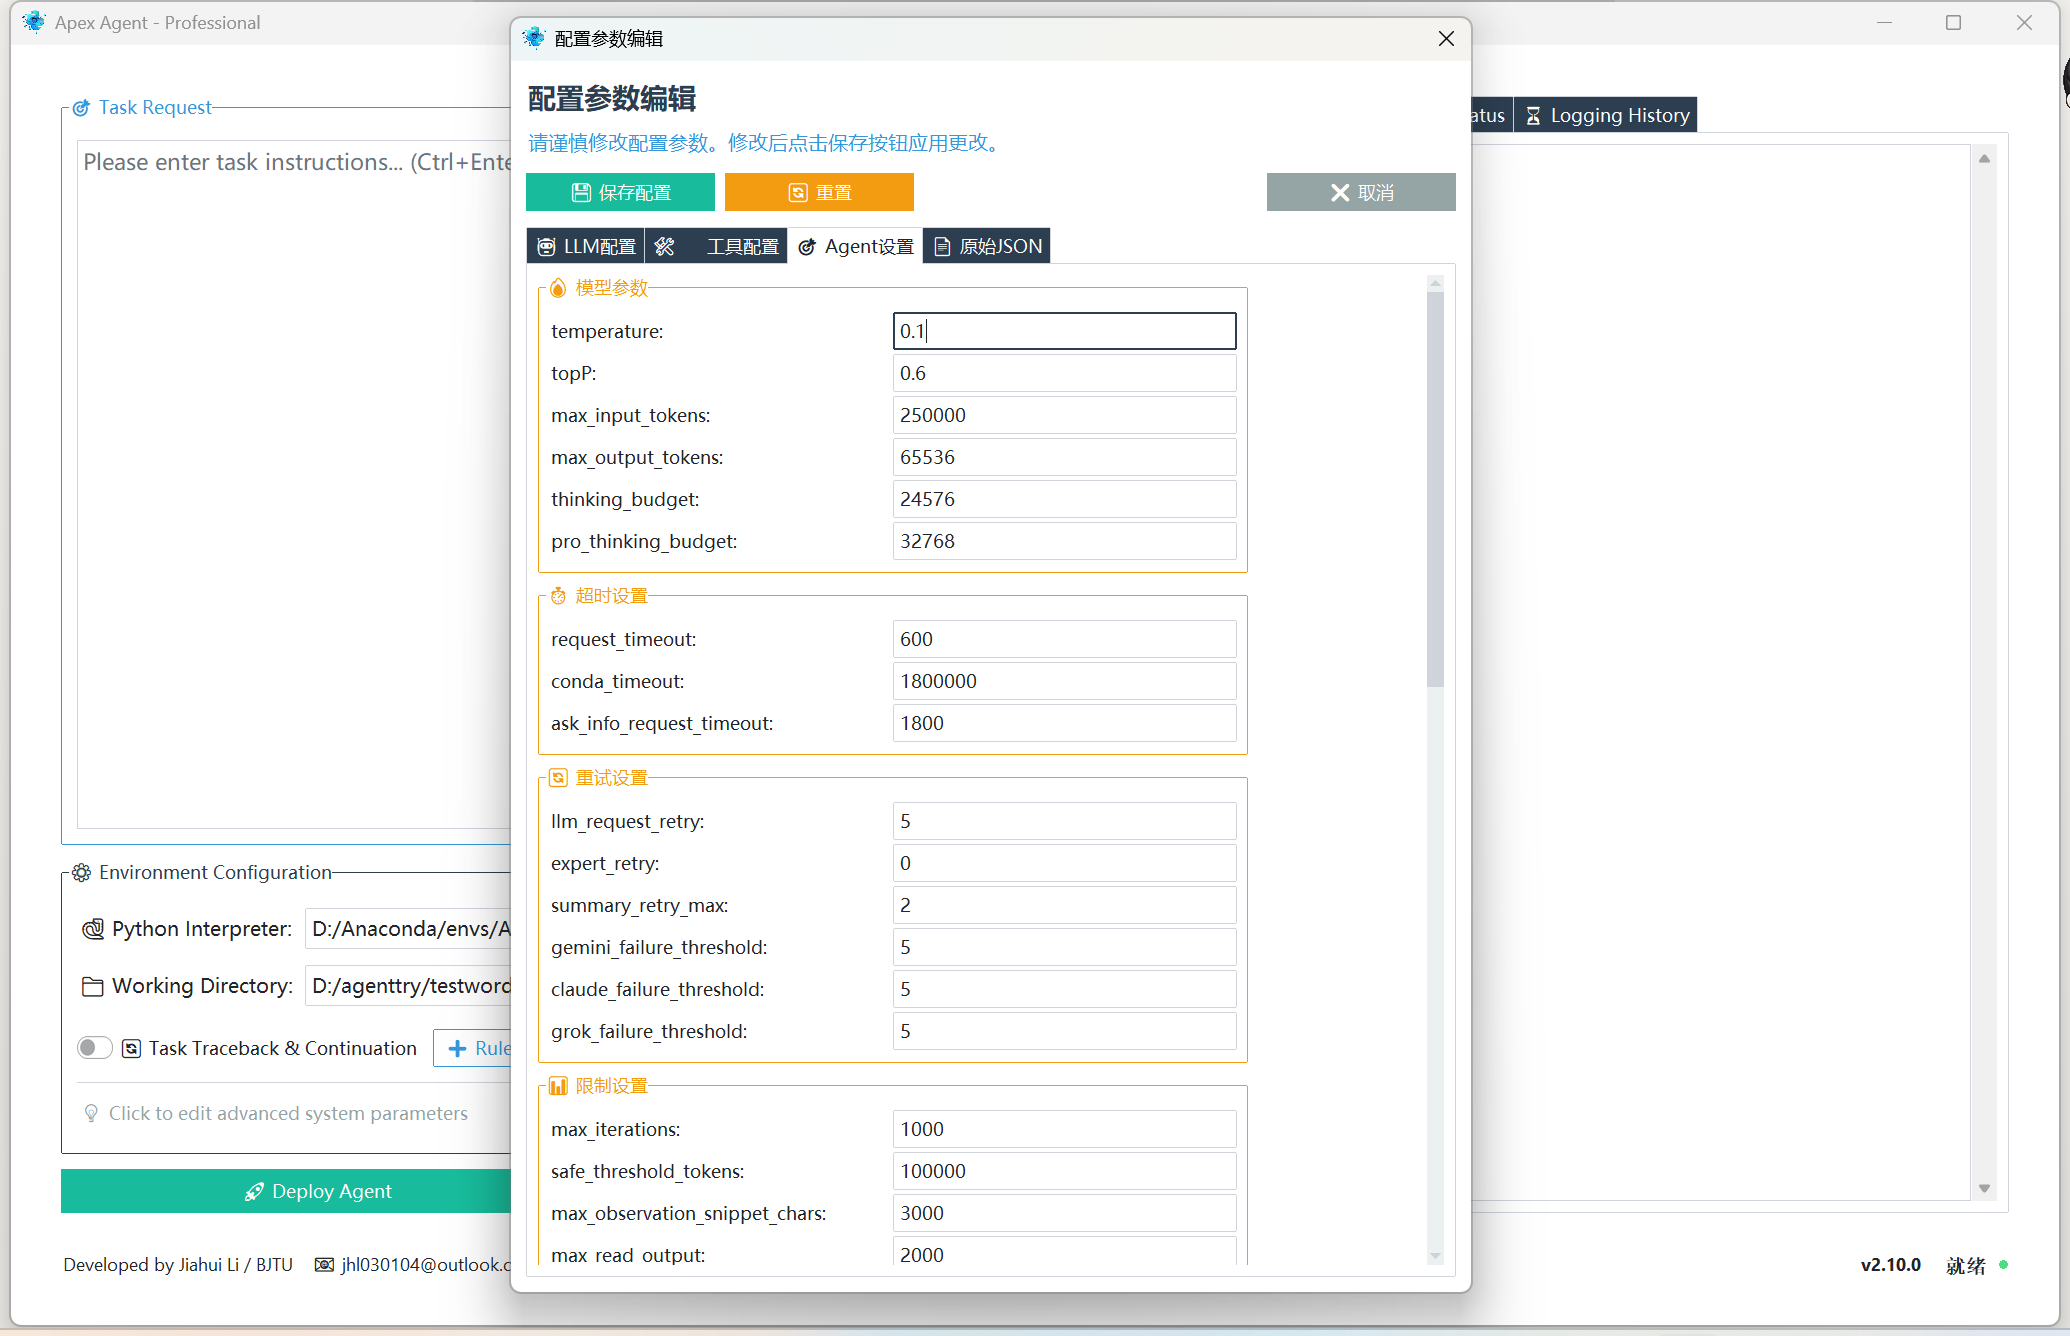 Apex Agent - Professional
Task Request
Please enter task instructions... (Ctrl+Ente
Environment Configuration
Python Interpreter:
D:/Anaconda/envs/A
Working Directory:
D:/agenttry/testword
Task Traceback & Continuation
Rule
Click to edit advanced system parameters
Deploy Agent
Developed by Jiahui Li / BJTU
jhl030104@outlook.c
配置参数编辑
配置参数编辑
请谨慎修改配置参数。修改后点击保存按钮应用更改。
保存配置
重置
取消
LLM配置
工具配置
Agent设置
原始JSON
模型参数
temperature:
0.1
topP:
0.6
max_input_tokens:
250000
max_output_tokens:
65536
thinking_budget:
24576
pro_thinking_budget:
32768
超时设置
request_timeout:
600
conda_timeout:
1800000
ask_info_request_timeout:
1800
重试设置
llm_request_retry:
5
expert_retry:
0
summary_retry_max:
2
gemini_failure_threshold:
5
claude_failure_threshold:
5
grok_failure_threshold:
5
限制设置
max_iterations:
1000
safe_threshold_tokens:
100000
max_observation_snippet_chars:
3000
max_read_output:
2000
atus
Logging History
v2.10.0
就绪